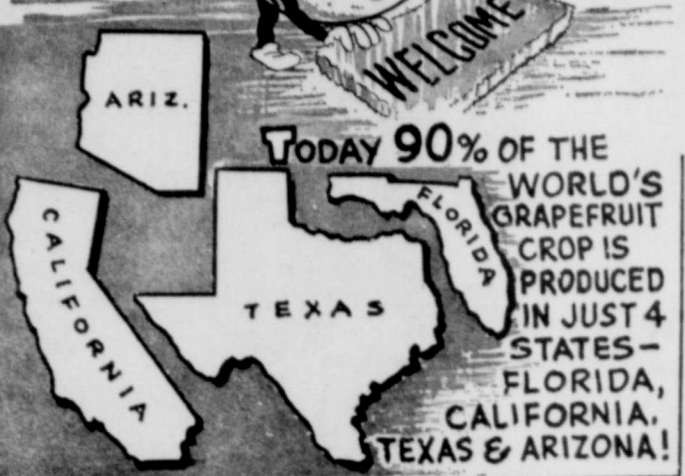 WELCOME
ARIZ.
CALIFORNIA
TEXAS
FLORIDA
TODAY 90% OF THE
WORLD'S
GRAPEFRUIT
CROP IS
PRODUCED
IN JUST 4
STATES—
FLORIDA,
CALIFORNIA.
TEXAS & ARIZONA!